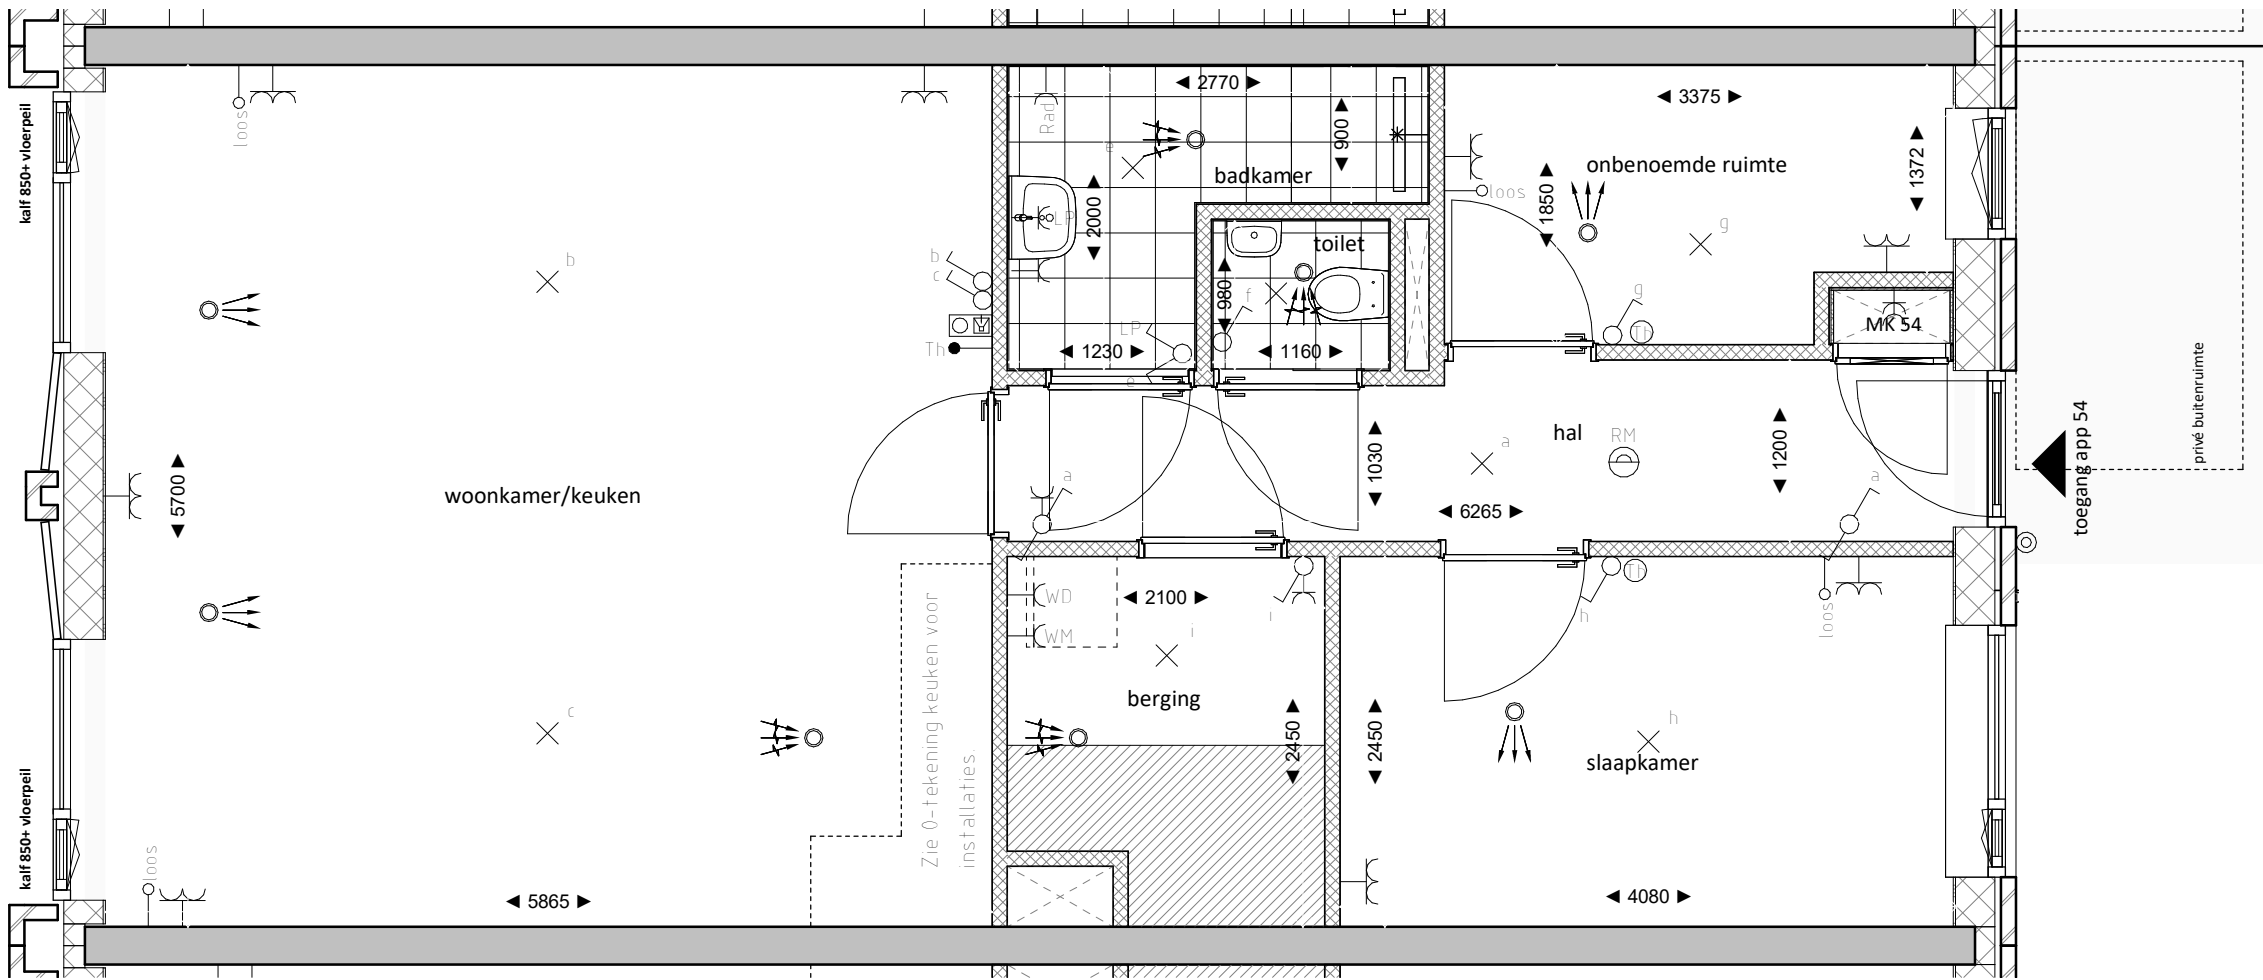 kalf 850+ vloerpeil
loos
b
b
c
Th
5700
woonkamer/keuken
c
Zie 0-tekening keuken voor
installaties.
kalf 850+ vloerpeil
loos
5865
2770
Rad
900
e
badkamer
LP
2000
toilet
980
f
LP
1230
1160
e
3375
onbenoemde ruimte
1372
loos
1850
g
g
Th
MK 54
hal
RM
a
1030
1200
a
a
6265
toegang app 54
privé buitenruimte
WD
2100
WM
i
i
berging
2450
2450
Th
h
loos
h
slaapkamer
4080